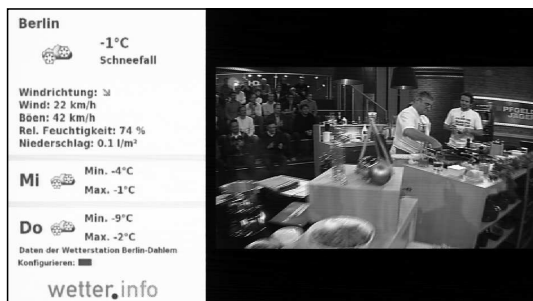 Berlin
-1°C
Schneefall
Windrichtung: ⇘
Wind: 22 km/h
Böen: 42 km/h
Rel. Feuchtigkeit: 74 %
Niederschlag: 0.1 l/m²
Mi
Min. -4°C
Max. -1°C
Do
Min. -9°C
Max. -2°C
Daten der Wetterstation Berlin-Dahlem
Konfigurieren:
wetter.info